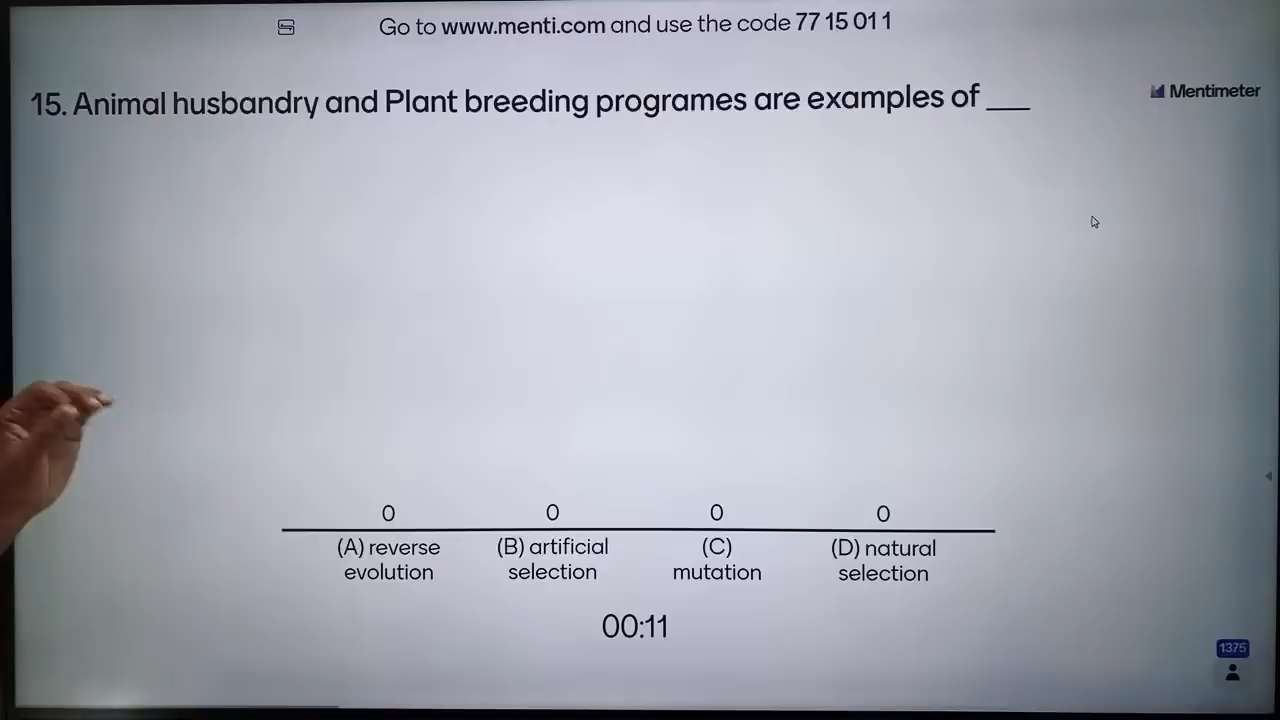 Go to www.menti.com and use the code 77 15 01 1
15. Animal husbandry and Plant breeding programes are examples of ___
Mentimeter
0 0 0 0
(A) reverse evolution
(B) artificial selection
(C) mutation
(D) natural selection
00:11
1375